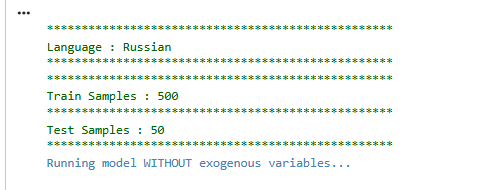 ...
**************************************************
Language : Russian
**************************************************
**************************************************
Train Samples : 500
**************************************************
Test Samples : 50
**************************************************
Running model WITHOUT exogenous variables...